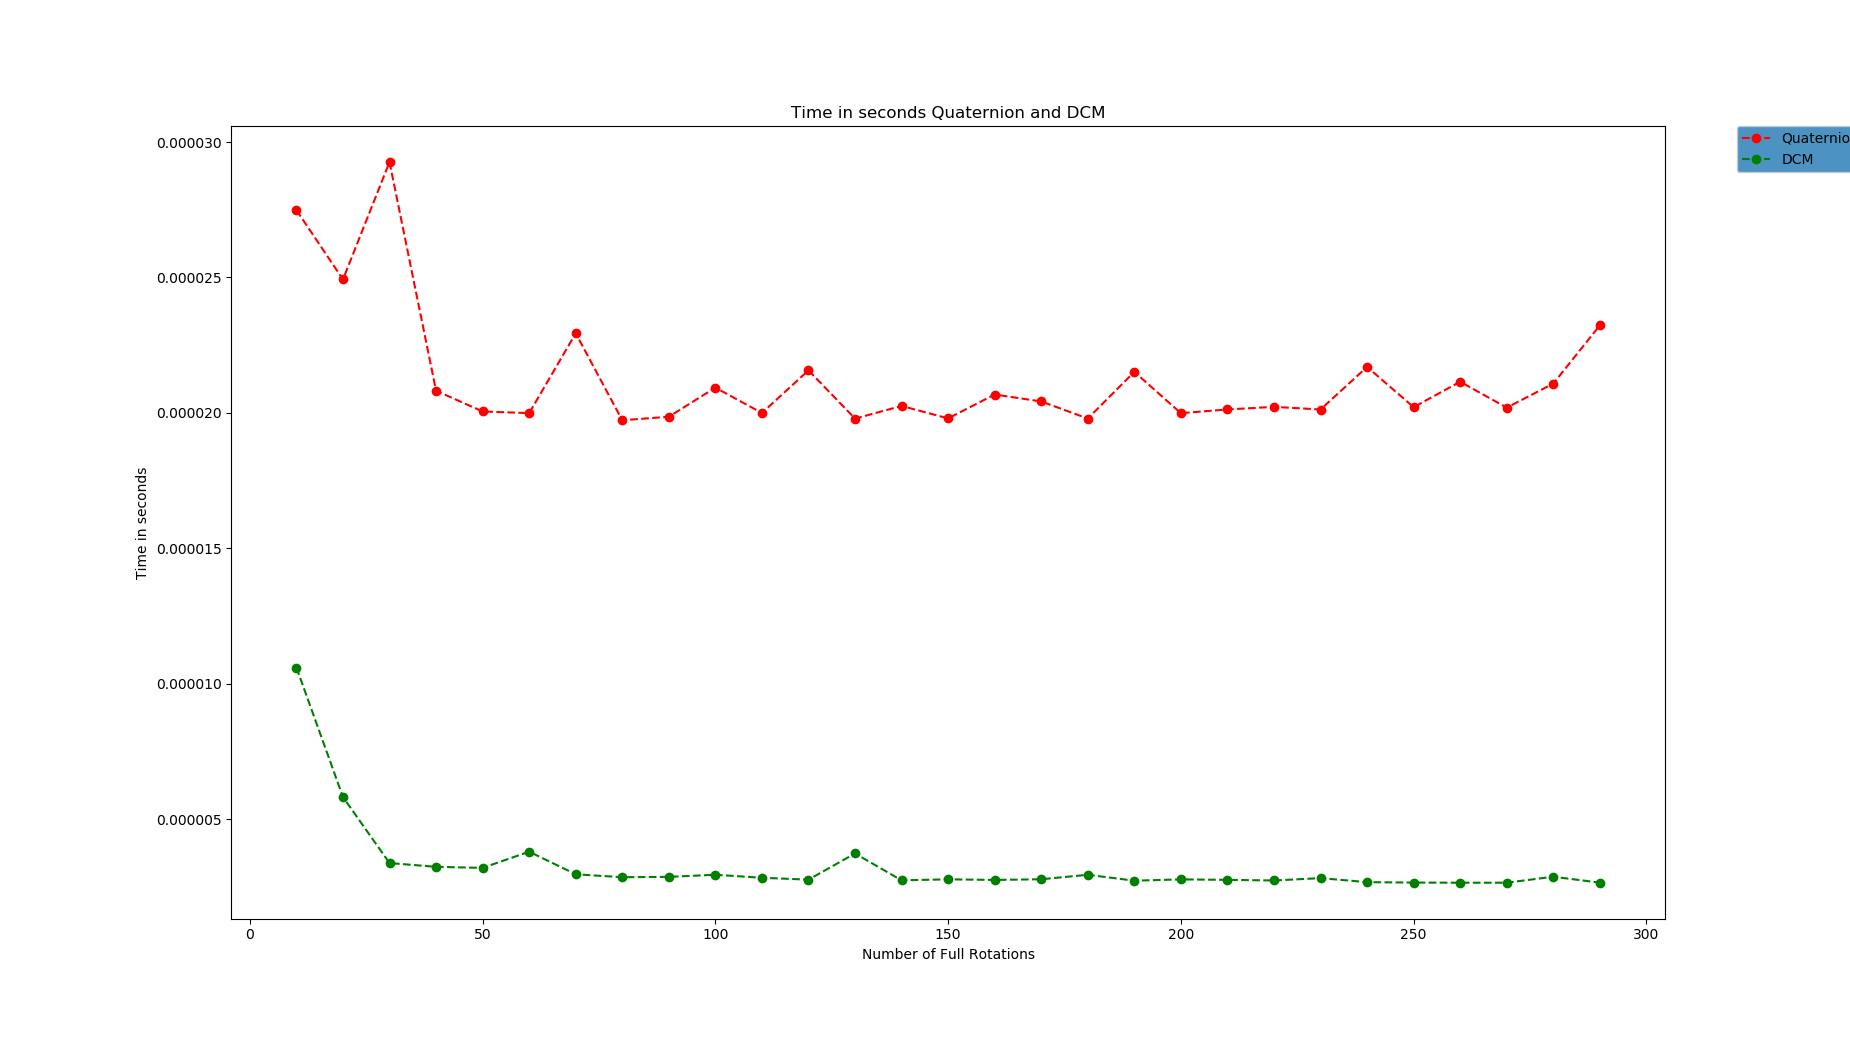 Time in seconds Quaternion and DCM
0.000030
0.000025
0.000020
0.000015
0.000010
0.000005
Time in seconds
0 50 100 150 200 250 300
Number of Full Rotations
Quaternio
DCM